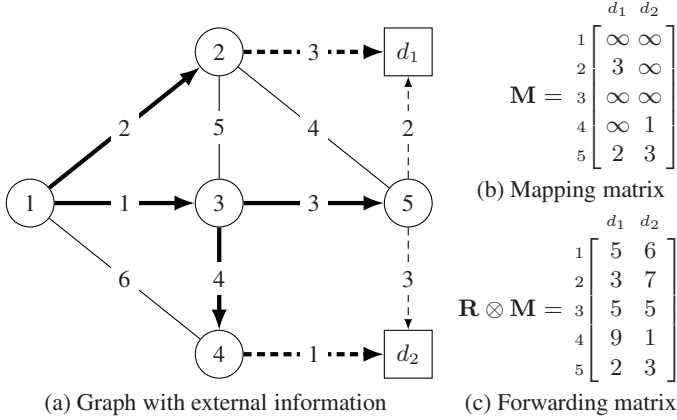 2 3 d1
2 5 4 2
1 1 3 3 5
6 4 3
4 1 d2
(a) Graph with external information
d1 d2
1 ∞ ∞
2 3 ∞
M = 3 ∞ ∞
4 ∞ 1
5 2 3
(b) Mapping matrix
d1 d2
1 5 6
2 3 7
R ⊗ M = 3 5 5
4 9 1
5 2 3
(c) Forwarding matrix